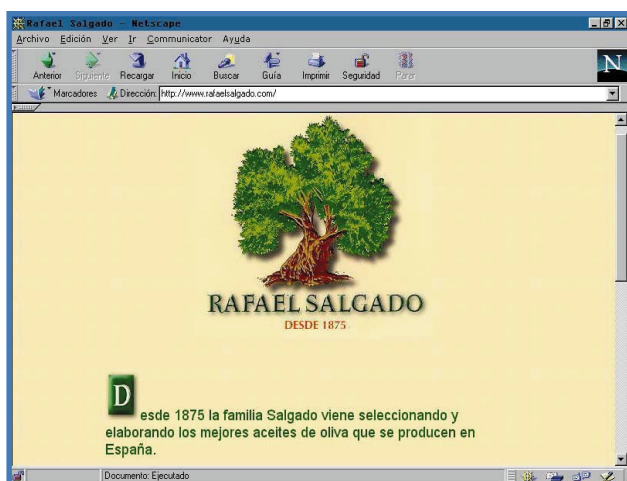 Rafael Salgado - Netscape
Archivo Edición Ver Ir Communicator Ayuda
Anterior Siguiente Recargar Inicio Buscar Guía Imprimir Seguridad Parar
N
Marcadores Dirección: http://www.rafaelsalgado.com/
RAFAEL SALGADO
DESDE 1875
Desde 1875 la familia Salgado viene seleccionando y
elaborando los mejores aceites de oliva que se producen en
España.
Documento: Ejecutado